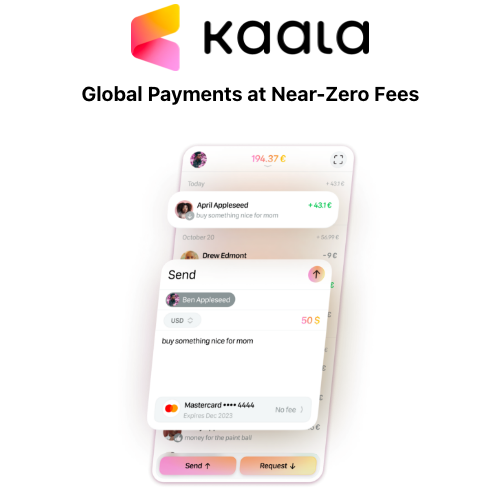 Kaala
Global Payments at Near-Zero Fees
194.37 €
Today
+ 43.1 €
April Appleseed
+ 43.1 €
buy something nice for mom
October 20
+ 56.99 €
Drew Edmont
- 9 €
Send
Ben Appleseed
USD
50 $
buy something nice for mom
Mastercard •••• 4444
No fee
Expires Dec 2023
money for the paint ball
Send
Request